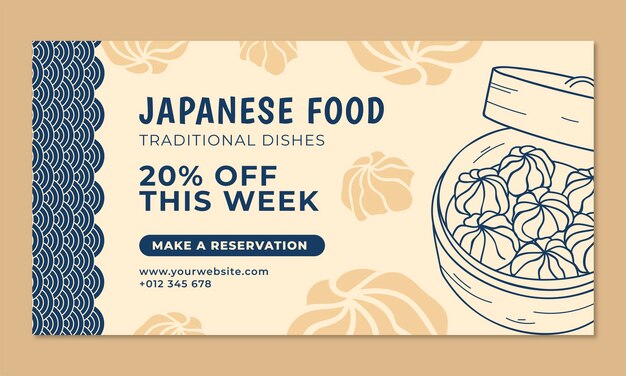 JAPANESE FOOD
TRADITIONAL DISHES
20% OFF
THIS WEEK
MAKE A RESERVATION
www.yourwebsite.com
+012 345 678